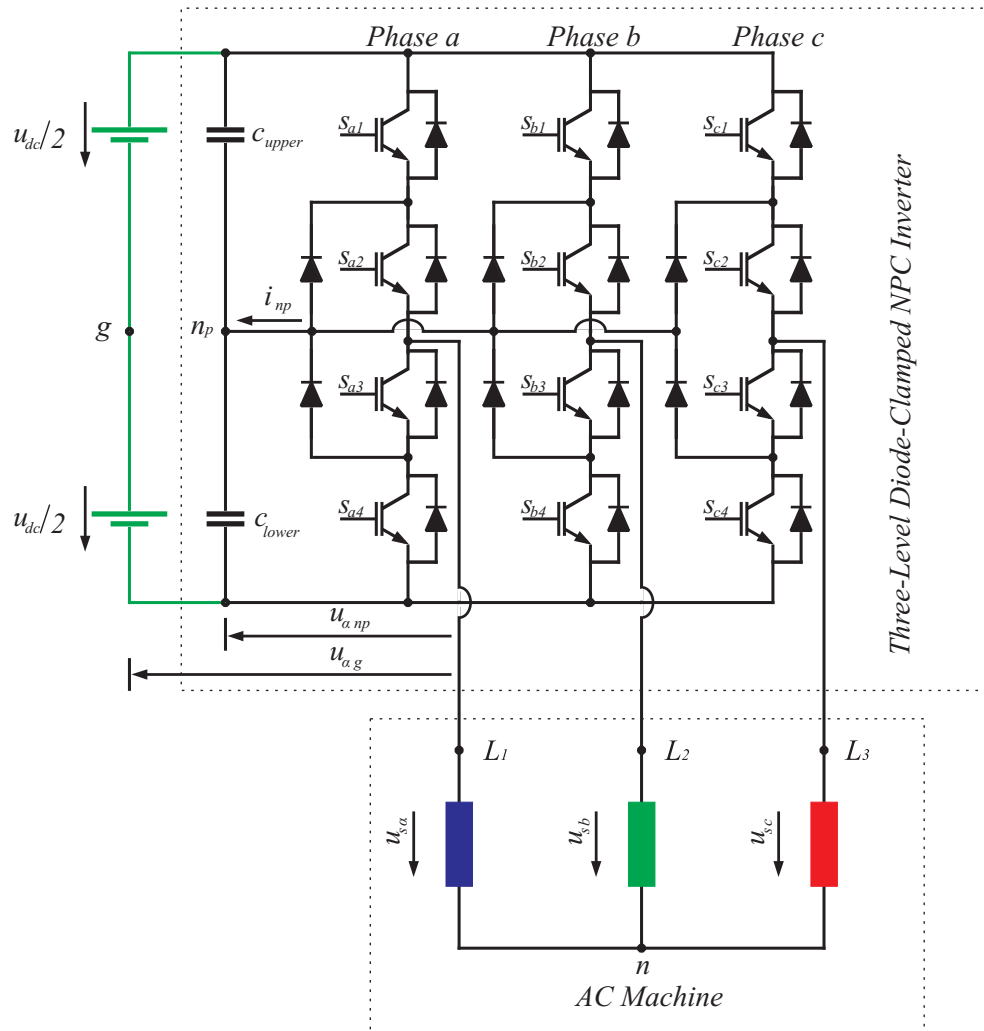 Phase a
Phase b
Phase c
u_dc/2
c_upper
s_a1
s_b1
s_c1
s_a2
s_b2
s_c2
i_np
g
n_p
s_a3
s_b3
s_c3
u_dc/2
c_lower
s_a4
s_b4
s_c4
u_a np
u_a g
Three-Level Diode-Clamped NPC Inverter
L_1
L_2
L_3
u_sa
u_sb
u_sc
n
AC Machine